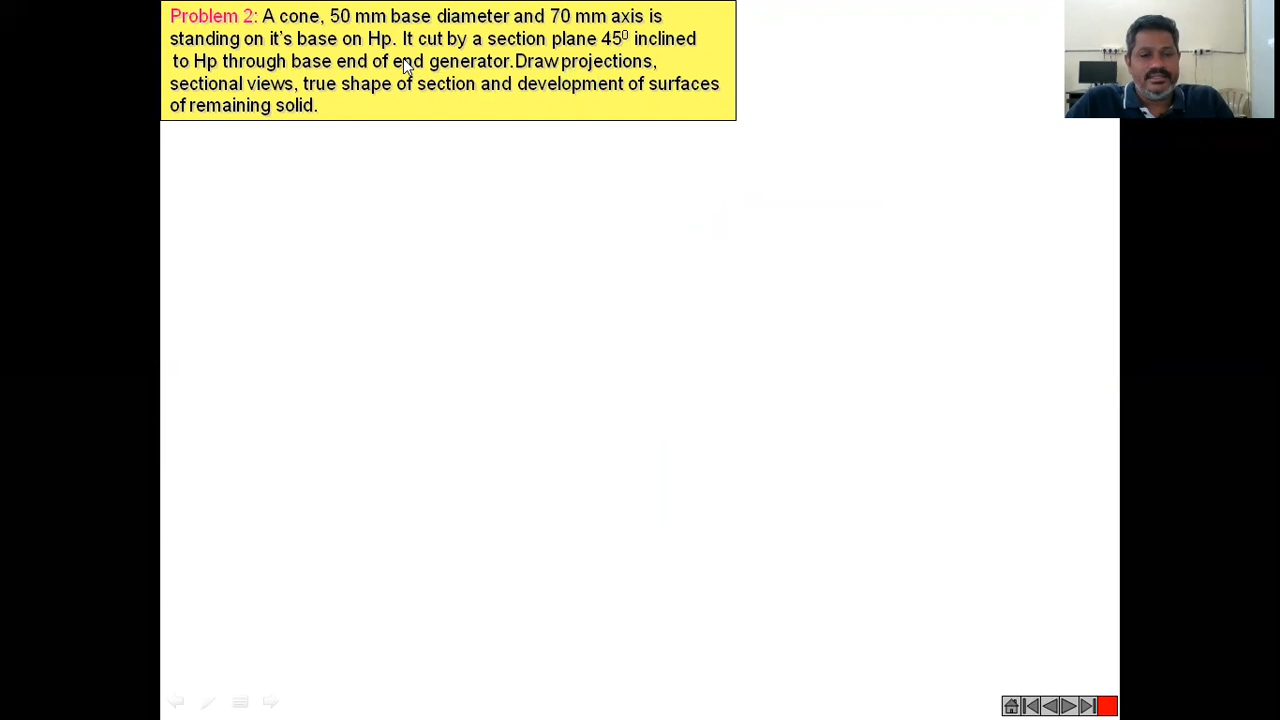 Problem 2: A cone, 50 mm base diameter and 70 mm axis is
standing on it's base on Hp. It cut by a section plane 45⁰ inclined
to Hp through base end of end generator.Draw projections,
sectional views, true shape of section and development of surfaces
of remaining solid.